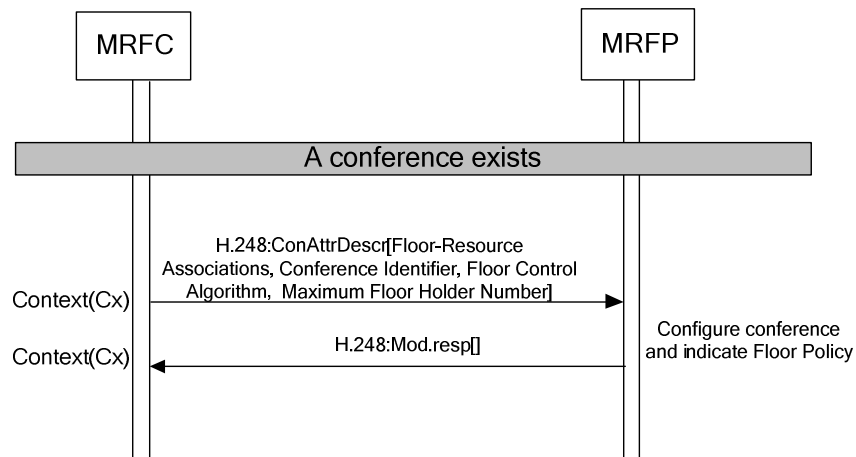 MRFC
MRFP
A conference exists
H.248:ConAttrDescr[Floor-Resource
Associations, Conference Identifier, Floor Control
Algorithm, Maximum Floor Holder Number]
Context(Cx)
Configure conference
and indicate Floor Policy
H.248:Mod.resp[]
Context(Cx)